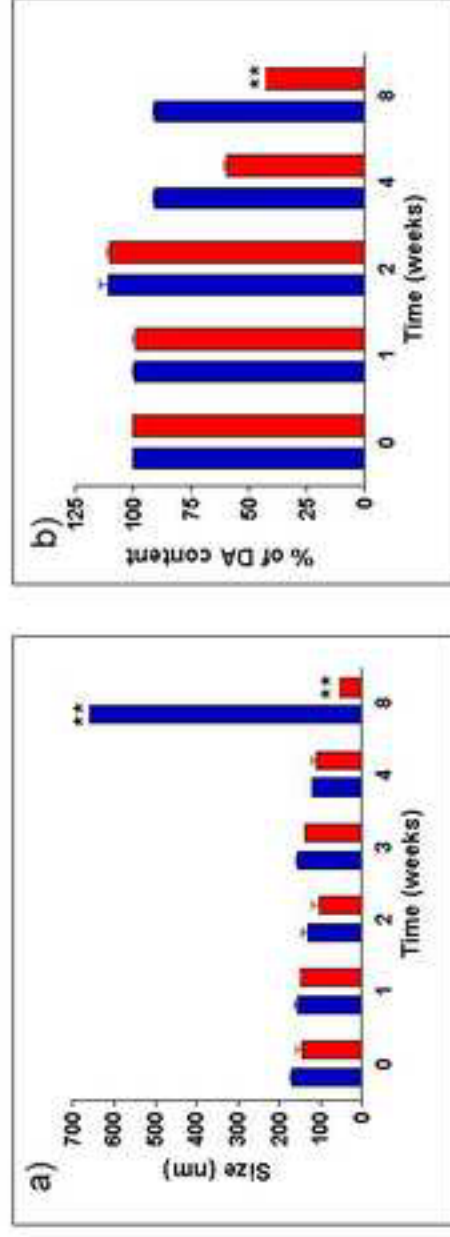 a)
Size (nm)
700
600
500
400
300
200
100
0
**
**
0 1 2 3 4 8
Time (weeks)
b)
% of DA content
125
100
75
50
25
0
**
0 1 2 4 8
Time (weeks)